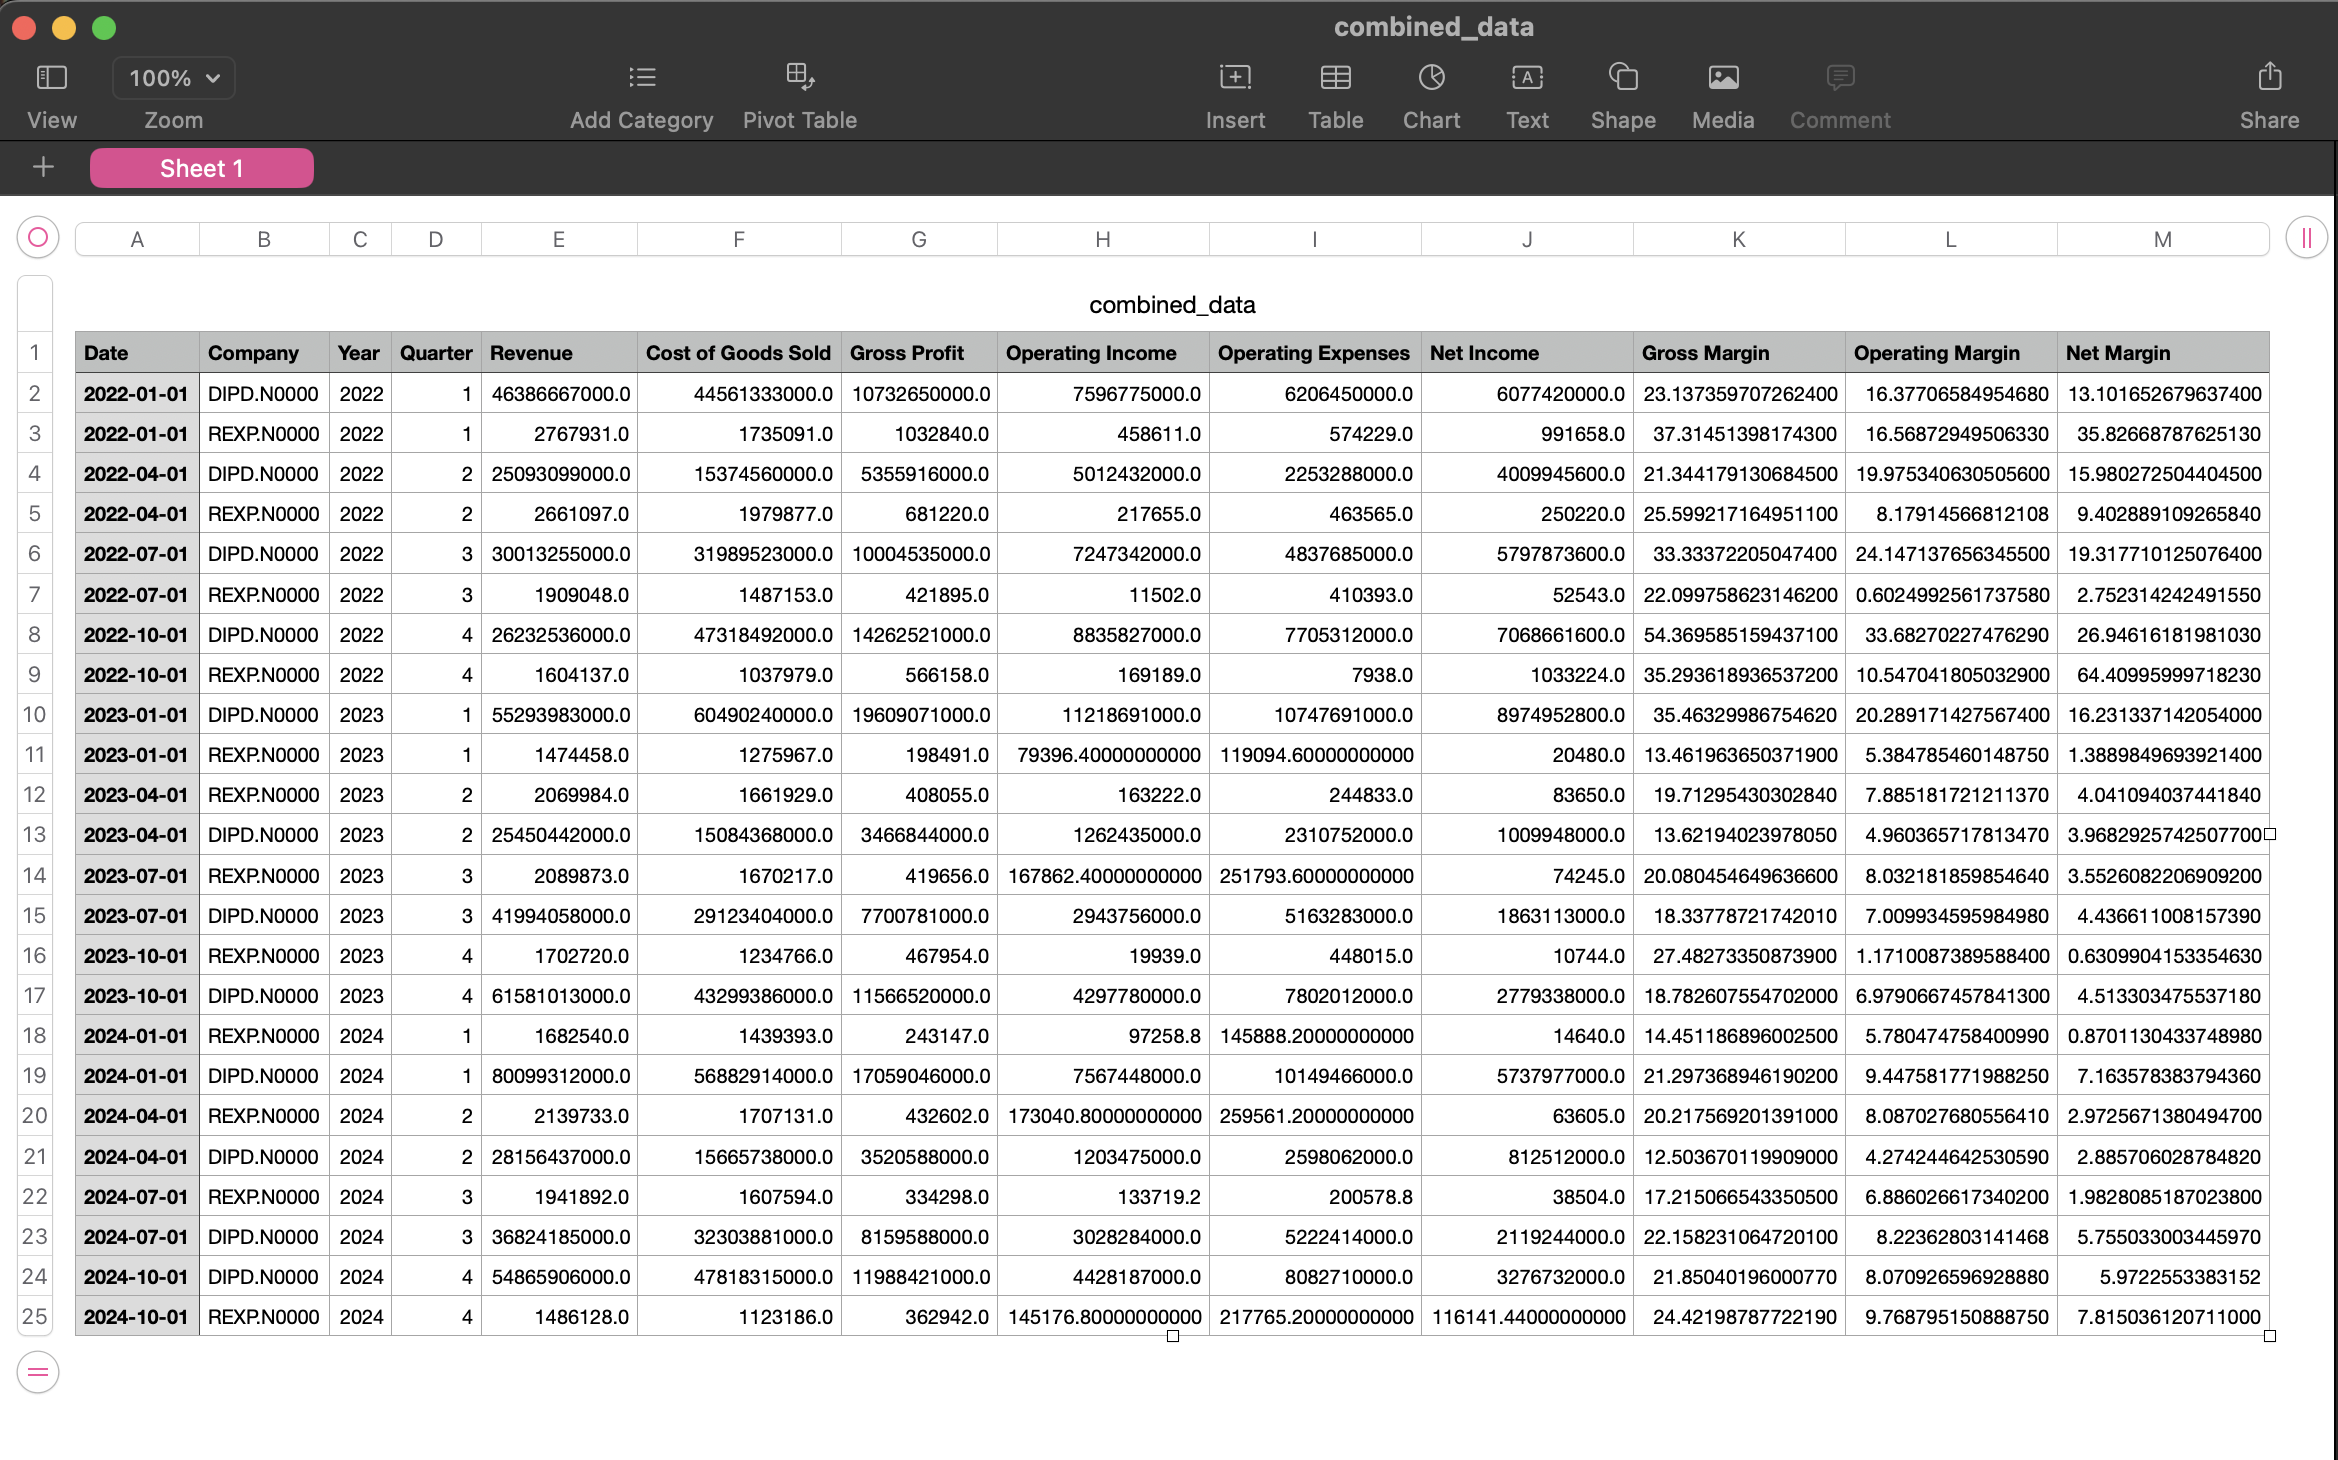 combined_data
100%
View Zoom Add Category Pivot Table Insert Table Chart Text Shape Media Comment Share
Sheet 1
A B C D E F G H I J K L M
combined_data
1 Date Company Year Quarter Revenue Cost of Goods Sold Gross Profit Operating Income Operating Expenses Net Income Gross Margin Operating Margin Net Margin
2 2022-01-01 DIPD.N0000 2022 1 46386667000.0 44561333000.0 10732650000.0 7596775000.0 6206450000.0 6077420000.0 23.137359707262400 16.37706584954680 13.101652679637400
3 2022-01-01 REXP.N0000 2022 1 2767931.0 1735091.0 1032840.0 458611.0 574229.0 991658.0 37.31451398174300 16.56872949506330 35.82668787625130
4 2022-04-01 DIPD.N0000 2022 2 25093099000.0 15374560000.0 5355916000.0 5012432000.0 2253288000.0 4009945600.0 21.344179130684500 19.975340630505600 15.980272504404500
5 2022-04-01 REXP.N0000 2022 2 2661097.0 1979877.0 681220.0 217655.0 463565.0 250220.0 25.599217164951100 8.17914566812108 9.402889109265840
6 2022-07-01 DIPD.N0000 2022 3 30013255000.0 31989523000.0 10004535000.0 7247342000.0 4837685000.0 5797873600.0 33.33372205047400 24.147137656345500 19.317710125076400
7 2022-07-01 REXP.N0000 2022 3 1909048.0 1487153.0 421895.0 11502.0 410393.0 52543.0 22.099758623146200 0.6024992561737580 2.752314242491550
8 2022-10-01 DIPD.N0000 2022 4 26232536000.0 47318492000.0 14262521000.0 8835827000.0 7705312000.0 7068661600.0 54.369585159437100 33.68270227476290 26.94616181981030
9 2022-10-01 REXP.N0000 2022 4 1604137.0 1037979.0 566158.0 169189.0 7938.0 1033224.0 35.293618936537200 10.547041805032900 64.40995999718230
10 2023-01-01 DIPD.N0000 2023 1 55293983000.0 60490240000.0 19609071000.0 11218691000.0 10747691000.0 8974952800.0 35.46329986754620 20.289171427567400 16.231337142054000
11 2023-01-01 REXP.N0000 2023 1 1474458.0 1275967.0 198491.0 79396.40000000000 119094.60000000000 20480.0 13.461963650371900 5.384785460148750 1.3889849693921400
12 2023-04-01 REXP.N0000 2023 2 2069984.0 1661929.0 408055.0 163222.0 244833.0 83650.0 19.71295430302840 7.885181721211370 4.041094037441840
13 2023-04-01 DIPD.N0000 2023 2 25450442000.0 15084368000.0 3466844000.0 1262435000.0 2310752000.0 1009948000.0 13.62194023978050 4.960365717813470 3.9682925742507700
14 2023-07-01 REXP.N0000 2023 3 2089873.0 1670217.0 419656.0 167862.40000000000 251793.60000000000 74245.0 20.080454649636600 8.032181859854640 3.5526082206909200
15 2023-07-01 DIPD.N0000 2023 3 41994058000.0 29123404000.0 7700781000.0 2943756000.0 5163283000.0 1863113000.0 18.33778721742010 7.009934595984980 4.436611008157390
16 2023-10-01 REXP.N0000 2023 4 1702720.0 1234766.0 467954.0 19939.0 448015.0 10744.0 27.48273350873900 1.1710087389588400 0.6309904153354630
17 2023-10-01 DIPD.N0000 2023 4 61581013000.0 43299386000.0 11566520000.0 4297780000.0 7802012000.0 2779338000.0 18.782607554702000 6.9790667457841300 4.513303475537180
18 2024-01-01 REXP.N0000 2024 1 1682540.0 1439393.0 243147.0 97258.8 145888.20000000000 14640.0 14.451186896002500 5.780474758400990 0.8701130433748980
19 2024-01-01 DIPD.N0000 2024 1 80099312000.0 56882914000.0 17059046000.0 7567448000.0 10149466000.0 5737977000.0 21.297368946190200 9.447581771988250 7.163578383794360
20 2024-04-01 REXP.N0000 2024 2 2139733.0 1707131.0 432602.0 173040.80000000000 259561.20000000000 63605.0 20.217569201391000 8.087027680556410 2.9725671380494700
21 2024-04-01 DIPD.N0000 2024 2 28156437000.0 15665738000.0 3520588000.0 1203475000.0 2598062000.0 812512000.0 12.503670119909000 4.274244642530590 2.885706028784820
22 2024-07-01 REXP.N0000 2024 3 1941892.0 1607594.0 334298.0 133719.2 200578.8 38504.0 17.215066543350500 6.886026617340200 1.9828085187023800
23 2024-07-01 DIPD.N0000 2024 3 36824185000.0 32303881000.0 8159588000.0 3028284000.0 5222414000.0 2119244000.0 22.158231064720100 8.22362803141468 5.755033003445970
24 2024-10-01 DIPD.N0000 2024 4 54865906000.0 47818315000.0 11988421000.0 4428187000.0 8082710000.0 3276732000.0 21.85040196000770 8.070926596928880 5.9722553383152
25 2024-10-01 REXP.N0000 2024 4 1486128.0 1123186.0 362942.0 145176.80000000000 217765.20000000000 116141.44000000000 24.42198787722190 9.768795150888750 7.815036120711000